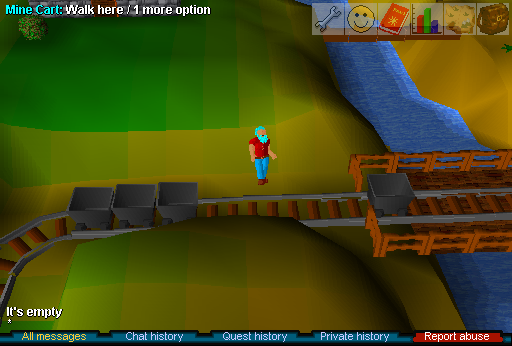 Mine Cart: Walk here / 1 more option
It's empty
*
All messages
Chat history
Quest history
Private history
Report abuse